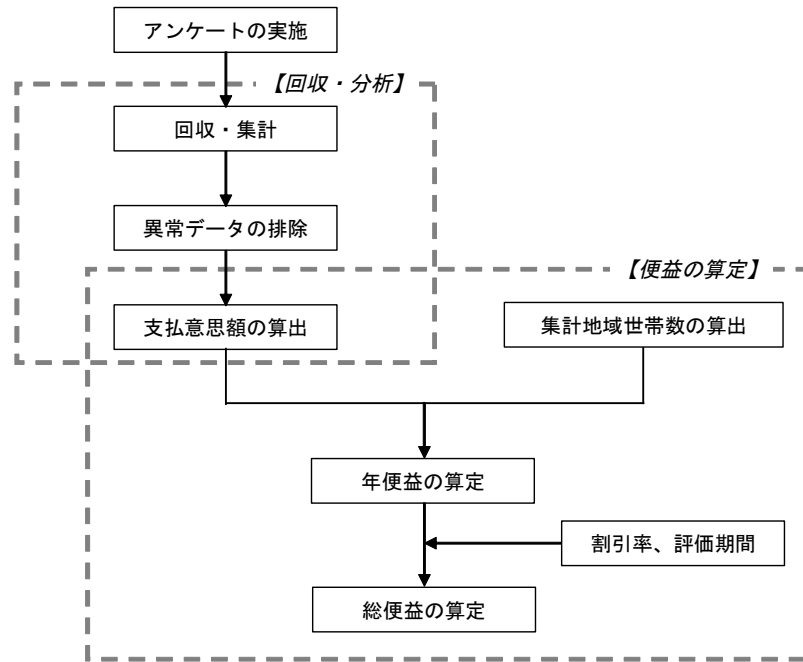 アンケートの実施
【回収・分析】
回収・集計
異常データの排除
【便益の算定】
支払意思額の算出
集計地域世帯数の算出
年便益の算定
割引率、評価期間
総便益の算定